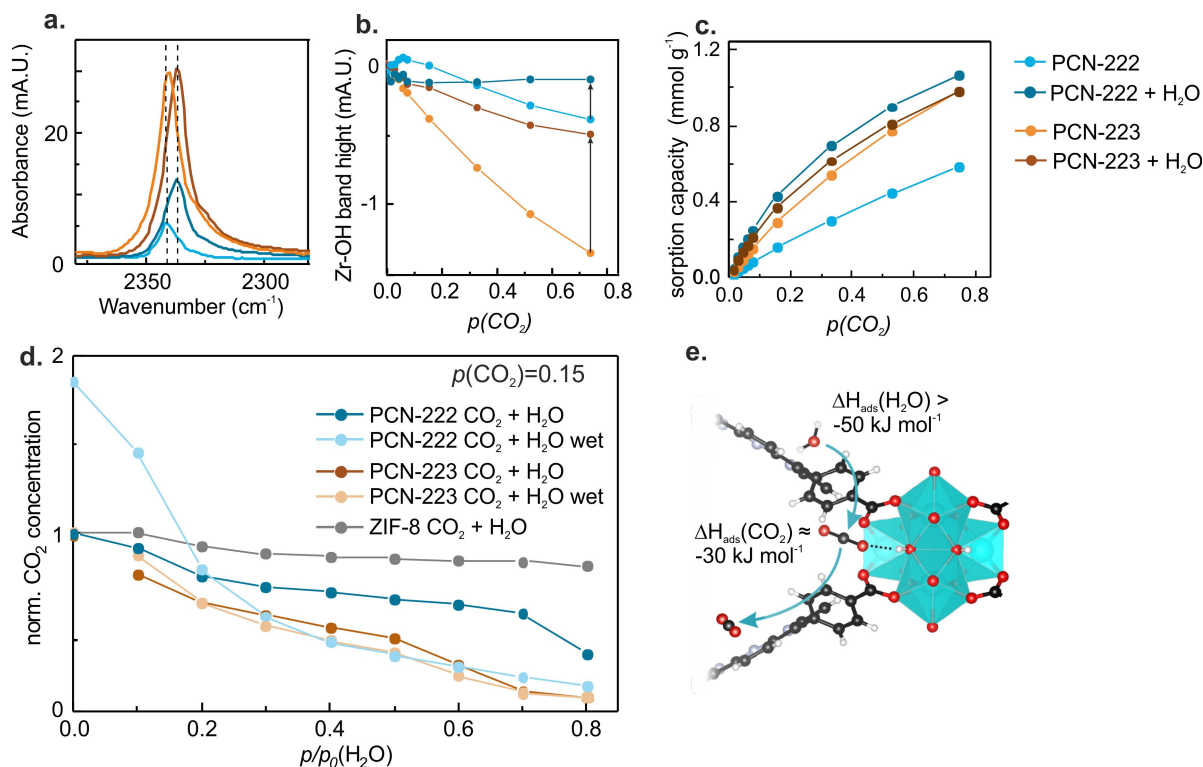 a.
Absorbance (mA.U.)
20
0
2350
2300
Wavenumber (cm-1)
b.
Zr-OH band hight (mA.U.)
0
-1
0.0
0.2
0.4
0.6
0.8
p(CO2)
c.
sorption capacity (mmol g-1)
1.2
0.8
0.4
0.0
0.0
0.2
0.4
0.6
0.8
p(CO2)
PCN-222
PCN-222 + H2O
PCN-223
PCN-223 + H2O
d.
norm. CO2 concentration
2
1
0
0.0
0.2
0.4
0.6
0.8
p/p0(H2O)
p(CO2)=0.15
PCN-222 CO2 + H2O
PCN-222 CO2 + H2O wet
PCN-223 CO2 + H2O
PCN-223 CO2 + H2O wet
ZIF-8 CO2 + H2O
e.
ΔHads(H2O) >
-50 kJ mol-1
ΔHads(CO2) ≈
-30 kJ mol-1